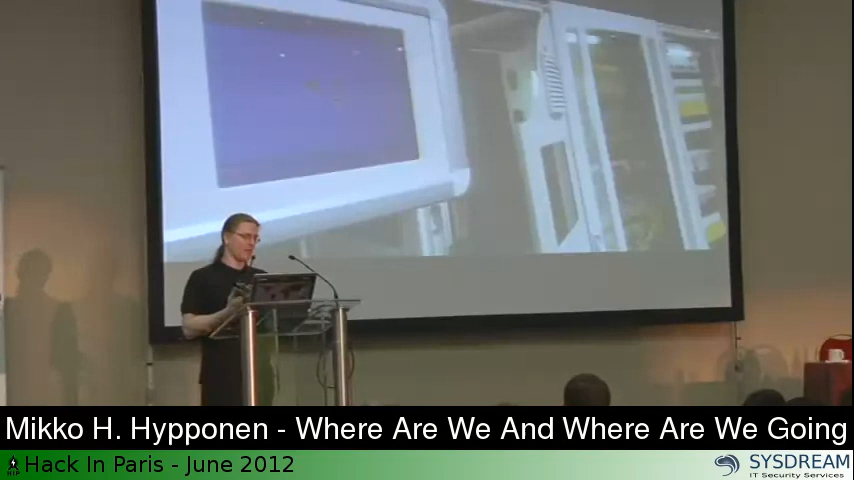 Mikko H. Hypponen - Where Are We And Where Are We Going
HIP Hack In Paris - June 2012
SYSDREAM
IT Security Services